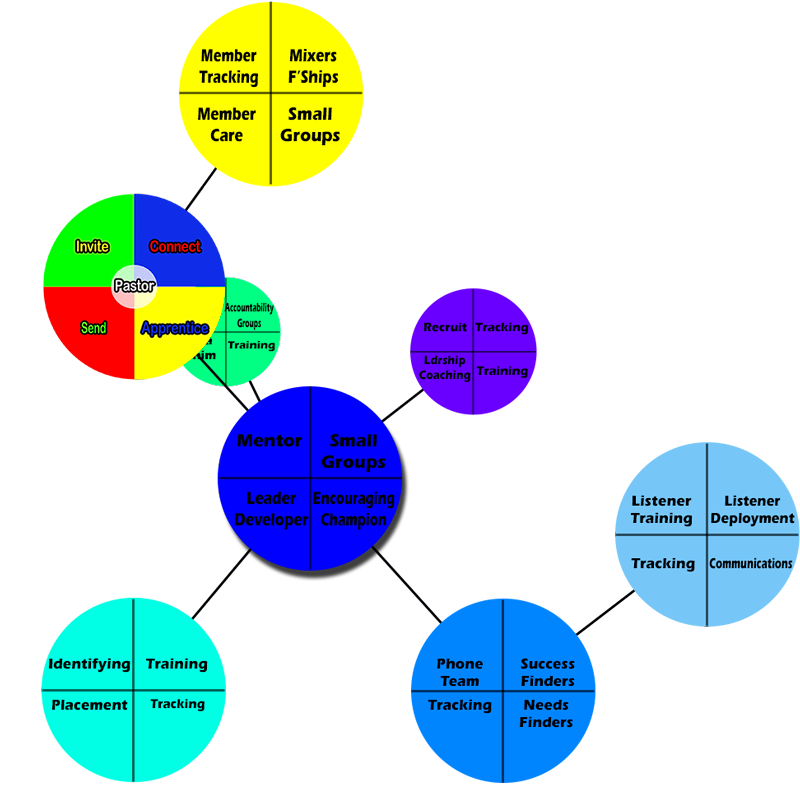 Member
Tracking
Mixers
F'Ships
Member
Care
Small
Groups
Invite
Connect
Pastor
Send
Apprentice
Accountability
Groups
Training
Recruit
Tracking
Ldrship
Coaching
Training
Mentor
Small
Groups
Leader
Developer
Encouraging
Champion
Listener
Training
Listener
Deployment
Tracking
Communications
Identifying
Training
Placement
Tracking
Phone
Team
Success
Finders
Tracking
Needs
Finders